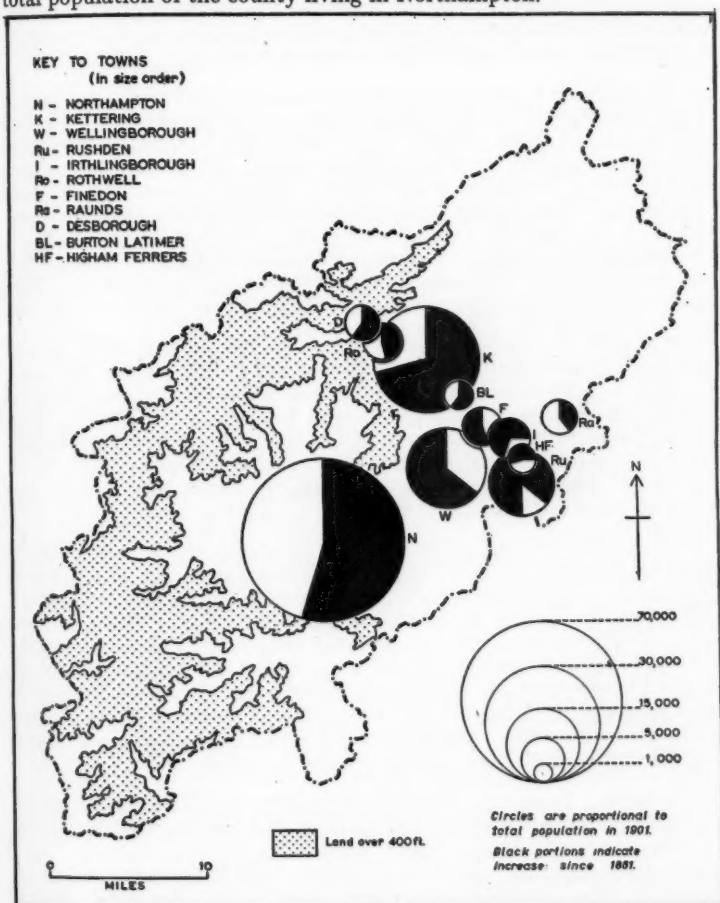 total population of the county living in Northampton.
KEY TO TOWNS
(in size order)
N - NORTHAMPTON
K - KETTERING
W - WELLINGBOROUGH
Ru - RUSHDEN
I - IRTHLINGBOROUGH
Ro - ROTHWELL
F - FINEDON
Ra - RAUNDS
D - DESBOROUGH
BL - BURTON LATIMER
HF - HIGHAM FERRERS
D
Ro
K
BL
F
I
Ra
HF
Ru
W
N
N
70,000
30,000
15,000
5,000
1,000
Circles are proportional to
total population in 1901.
Black portions indicate
increase since 1881.
Land over 400ft.
0 10
MILES